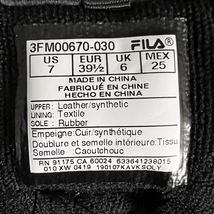 3FM00670-030 FILA
US EUR UK MEX
7 39½ 6 25
MADE IN CHINA
FABRIQUÉ EN CHINE
HECHO EN CHINA
UPPER: Leather/synthetic
LINING: Textile
SOLE: Rubber
Empeigne: Cuir/synthétique
Doublure et semelle intérieure: Tissu
Semelle : Caoutchouc
RN 91175 CA 60024 633641238015
010 XW 0419 190107KAVKSOLY